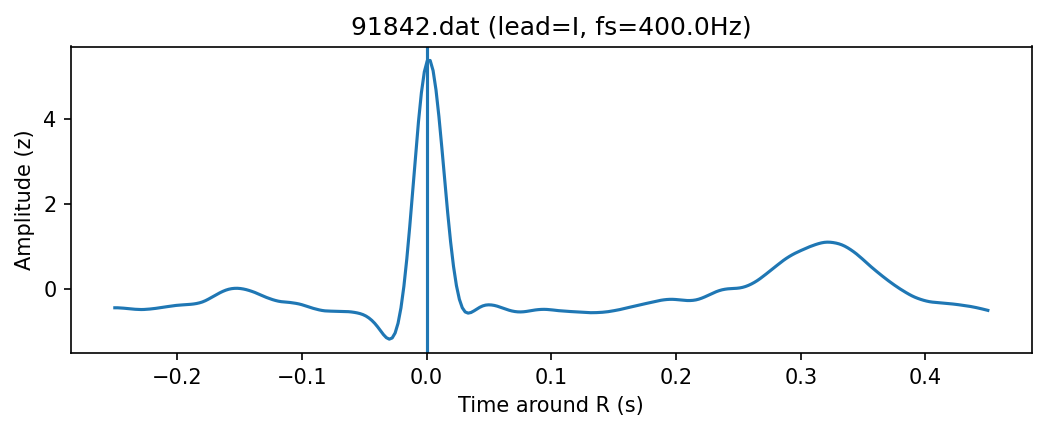 91842.dat (lead=I, fs=400.0Hz)
Amplitude (z)
4
2
0
−0.2 −0.1 0.0 0.1 0.2 0.3 0.4
Time around R (s)